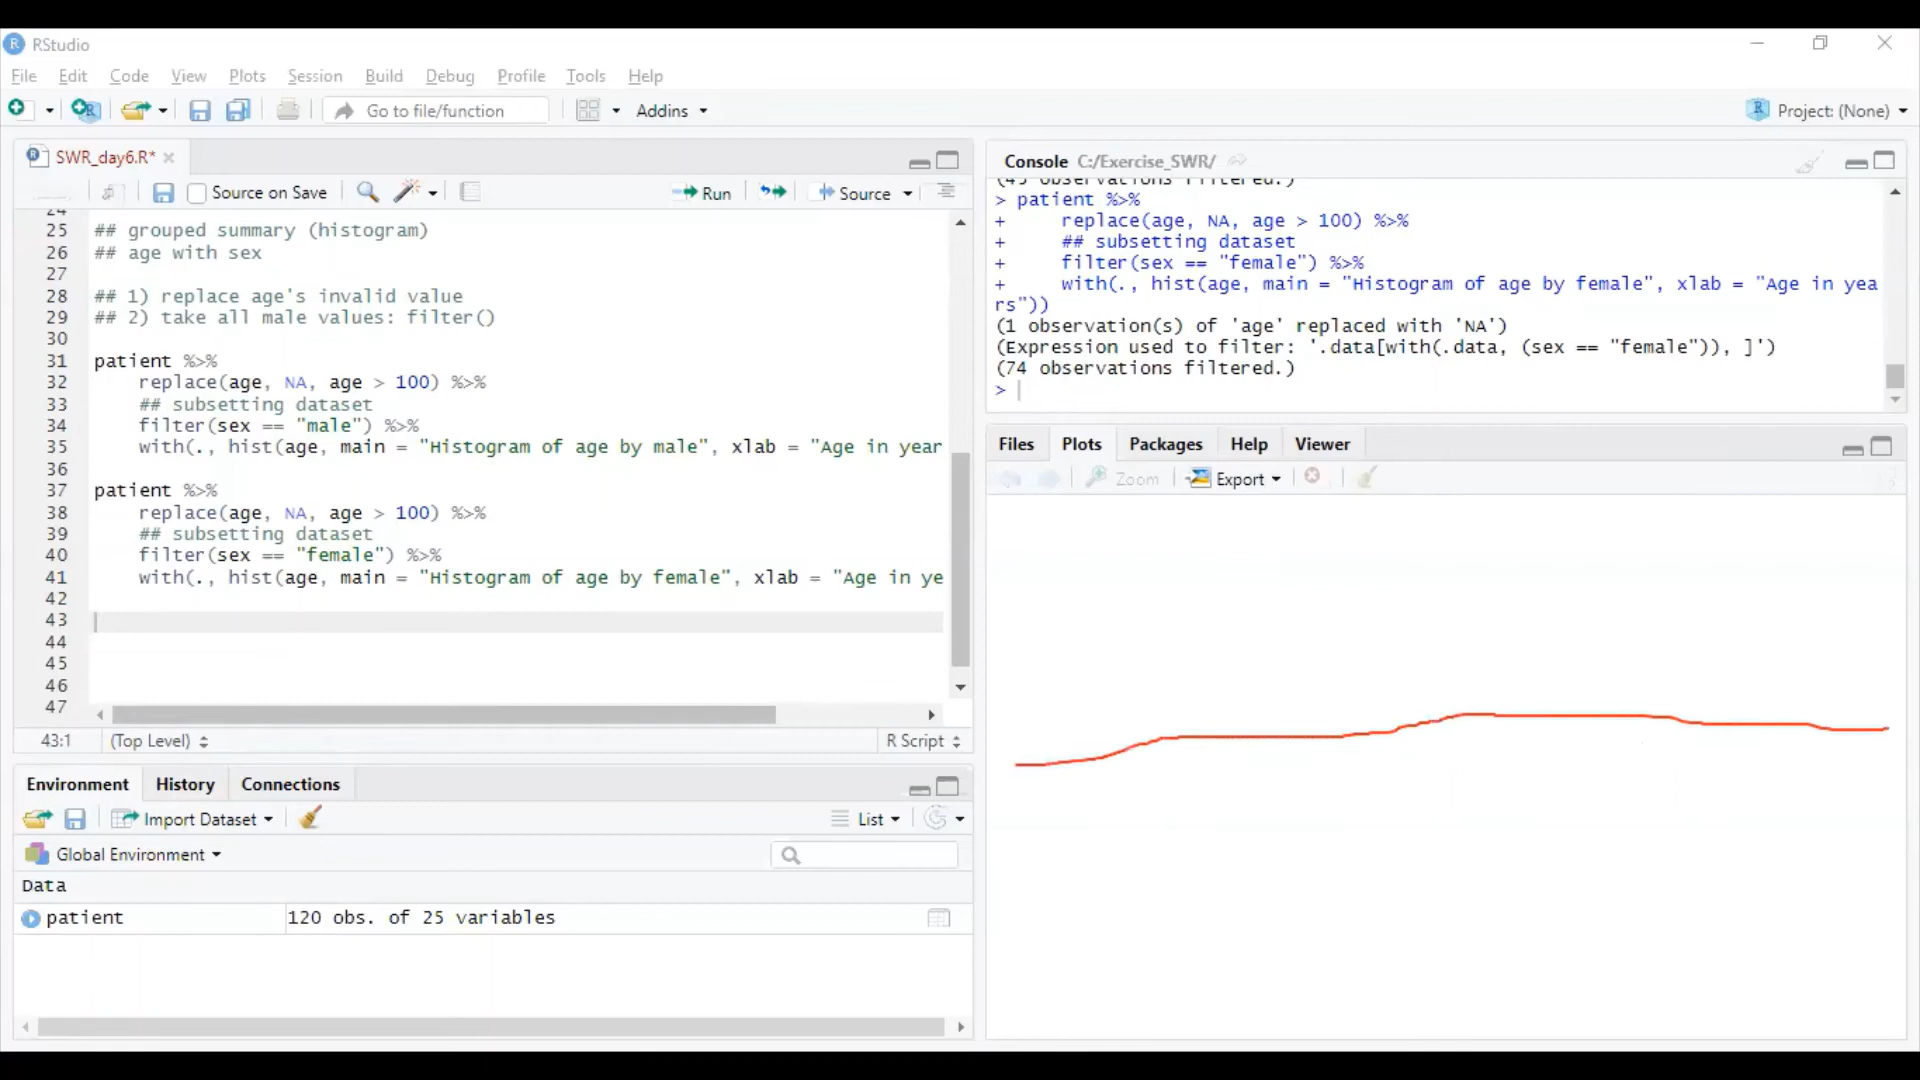 RStudio
File Edit Code View Plots Session Build Debug Profile Tools Help
Go to file/function Addins Project: (None)
SWR_day6.R*
Source on Save Run Source
24
25 ## grouped summary (histogram)
26 ## age with sex
27
28 ## 1) replace age's invalid value
29 ## 2) take all male values: filter()
30
31 patient %>%
32 replace(age, NA, age > 100) %>%
33 ## subsetting dataset
34 filter(sex == "male") %>%
35 with(., hist(age, main = "Histogram of age by male", xlab = "Age in year
36
37 patient %>%
38 replace(age, NA, age > 100) %>%
39 ## subsetting dataset
40 filter(sex == "female") %>%
41 with(., hist(age, main = "Histogram of age by female", xlab = "Age in ye
42
43
44
45
46
47
43:1 (Top Level) R Script
Environment History Connections
Import Dataset List
Global Environment
Data
patient 120 obs. of 25 variables
Console C:/Exercise_SWR/
(45 observations filtered.)
> patient %>%
+ replace(age, NA, age > 100) %>%
+ ## subsetting dataset
+ filter(sex == "female") %>%
+ with(., hist(age, main = "Histogram of age by female", xlab = "Age in yea
rs"))
(1 observation(s) of 'age' replaced with 'NA')
(Expression used to filter: '.data[with(.data, (sex == "female")), ]')
(74 observations filtered.)
>
Files Plots Packages Help Viewer
Zoom Export